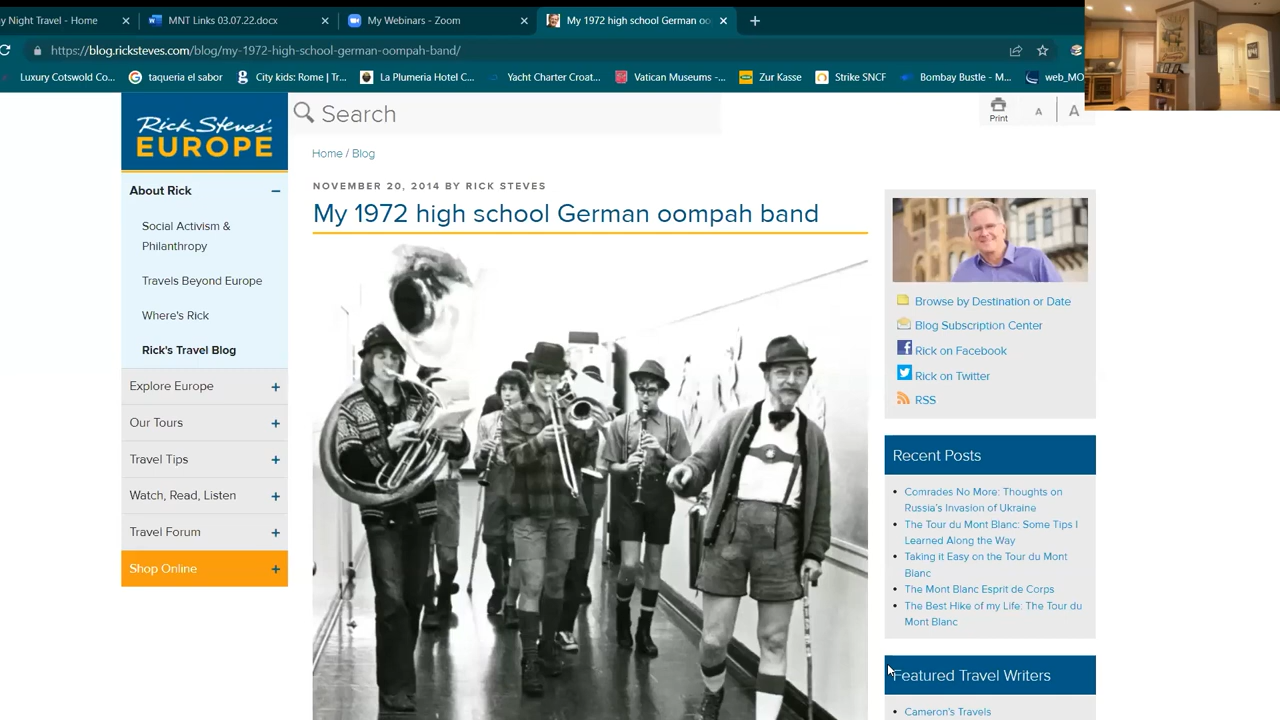 y Night Travel - Home
MNT Links 03.07.22.docx
My Webinars - Zoom
My 1972 high school German oo
https://blog.ricksteves.com/blog/my-1972-high-school-german-oompah-band/
Luxury Cotswold Co...
taqueria el sabor
City kids: Rome | Tr...
La Plumeria Hotel C...
Yacht Charter Croat...
Vatican Museums -...
Zur Kasse
Strike SNCF
Bombay Bustle - M...
web_MO
Rick Steves'
EUROPE
Search
Print
A
A
Home / Blog
About Rick
Social Activism &
Philanthropy
Travels Beyond Europe
Where's Rick
Rick's Travel Blog
Explore Europe
Our Tours
Travel Tips
Watch, Read, Listen
Travel Forum
Shop Online
NOVEMBER 20, 2014 BY RICK STEVES
My 1972 high school German oompah band
Browse by Destination or Date
Blog Subscription Center
Rick on Facebook
Rick on Twitter
RSS
Recent Posts
Comrades No More: Thoughts on
Russia's Invasion of Ukraine
The Tour du Mont Blanc: Some Tips I
Learned Along the Way
Taking it Easy on the Tour du Mont
Blanc
The Mont Blanc Esprit de Corps
The Best Hike of my Life: The Tour du
Mont Blanc
Featured Travel Writers
Cameron's Travels